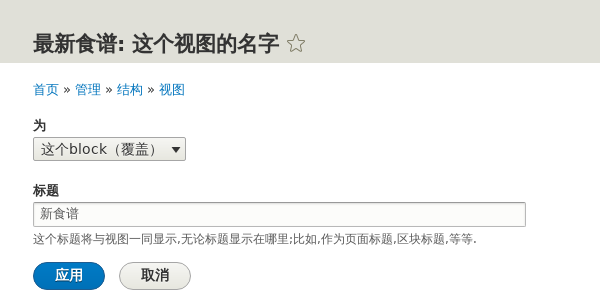 最新食谱: 这个视图的名字
首页 » 管理 » 结构 » 视图
为
这个block（覆盖）
标题
新食谱
这个标题将与视图一同显示,无论标题显示在哪里;比如,作为页面标题,区块标题,等等.
应用 取消